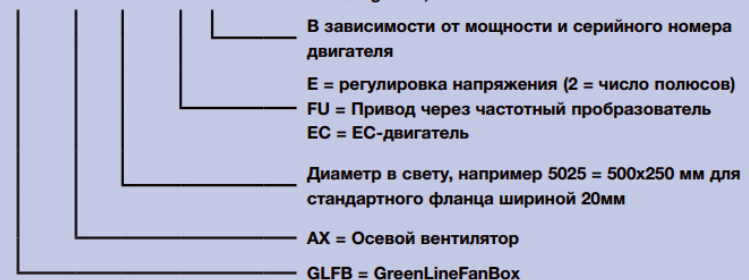 В зависимости от мощности и серийного номера
двигателя
E = регулировка напряжения (2 = число полюсов)
FU = Привод через частотный пробразователь
EC = EC-двигатель
Диаметр в свету, например 5025 = 500x250 мм для
стандартного фланца шириной 20мм
AX = Осевой вентилятор
GLFB = GreenLineFanBox